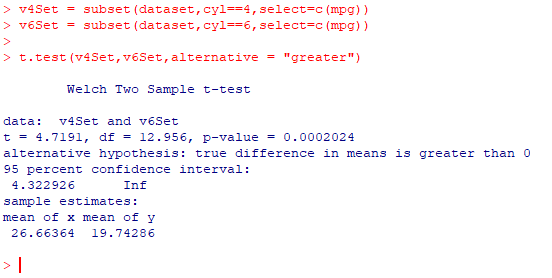 > v4Set = subset(dataset,cyl==4,select=c(mpg))
> v6Set = subset(dataset,cyl==6,select=c(mpg))
>
> t.test(v4Set,v6Set,alternative = "greater")
Welch Two Sample t-test
data:  v4Set and v6Set
t = 4.7191, df = 12.956, p-value = 0.0002024
alternative hypothesis: true difference in means is greater than 0
95 percent confidence interval:
 4.322926      Inf
sample estimates:
mean of x mean of y
 26.66364  19.74286
>